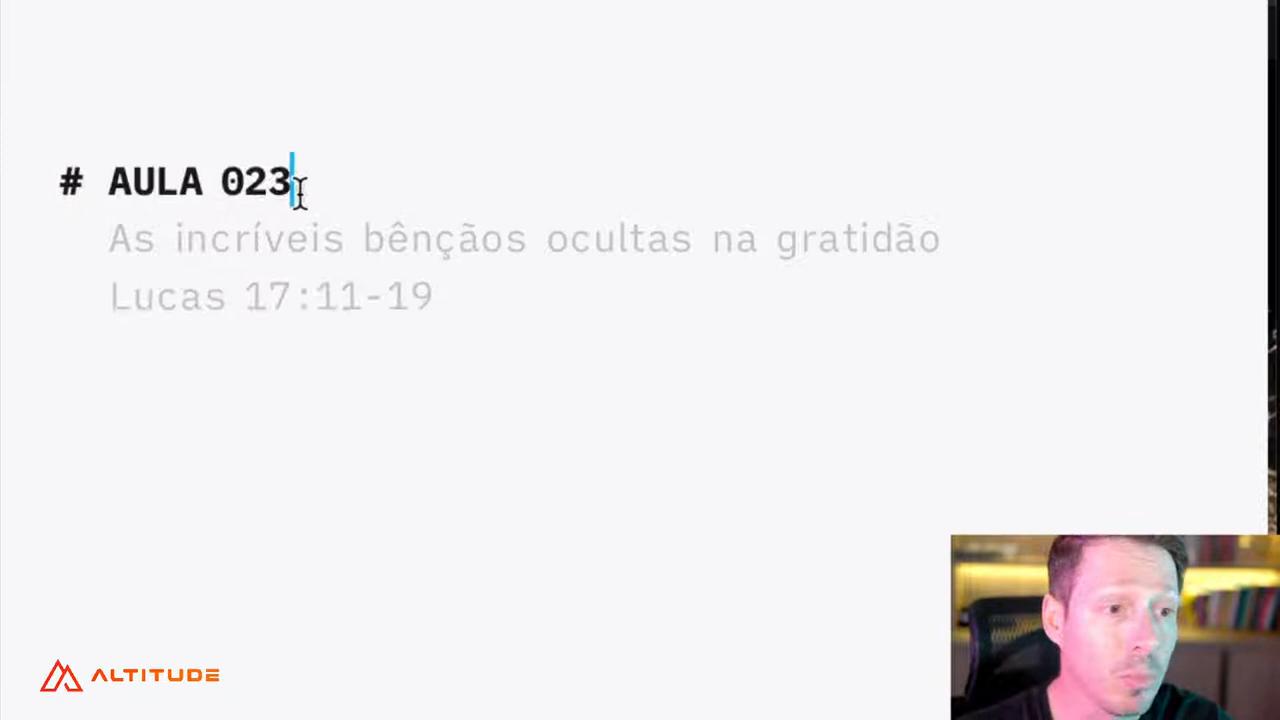 # AULA 023
As incríveis bênçãos ocultas na gratidão
Lucas 17:11-19
ALTITUDE